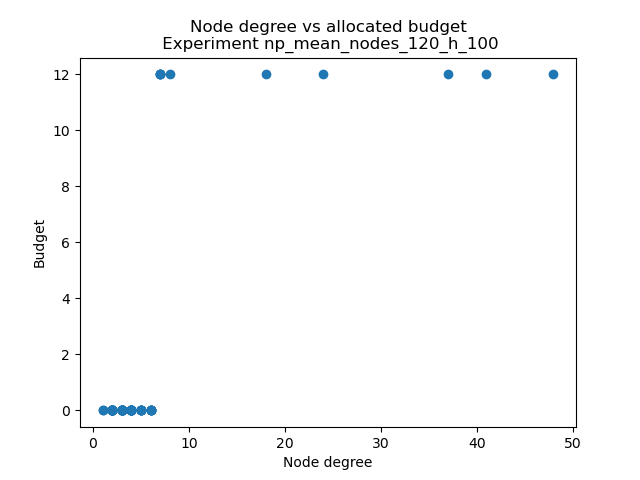 Node degree vs allocated budget
Experiment np_mean_nodes_120_h_100
12
10
8
6
4
2
0
Budget
0 10 20 30 40 50
Node degree